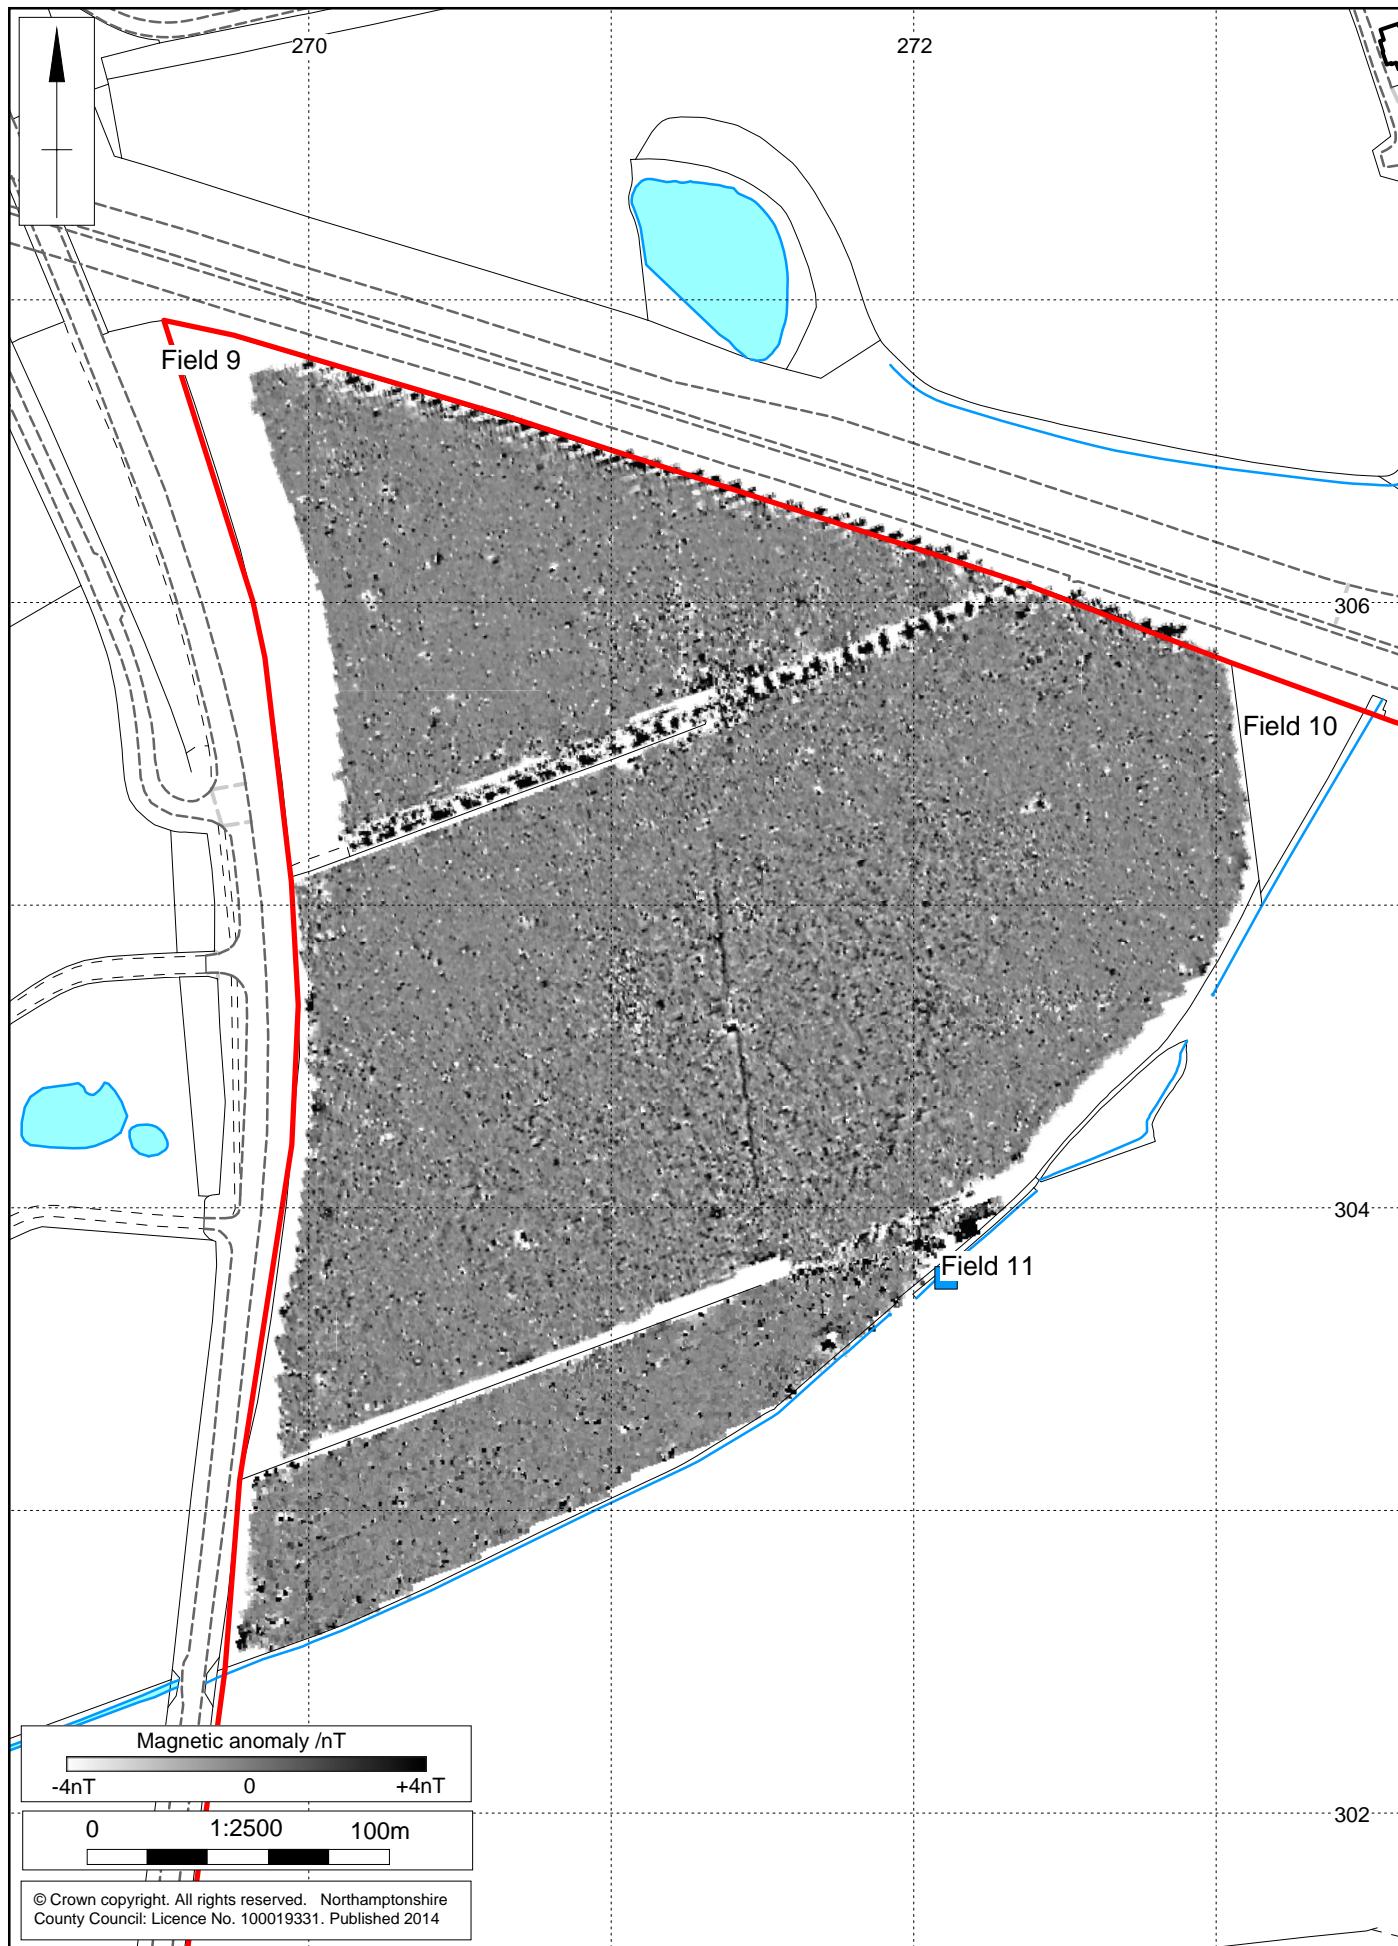 270
272
Field 9
306
Field 10
304
Field 11
Magnetic anomaly /nT
-4nT 0 +4nT
302
0 1:2500 100m
© Crown copyright. All rights reserved. Northamptonshire
County Council: Licence No. 100019331. Published 2014